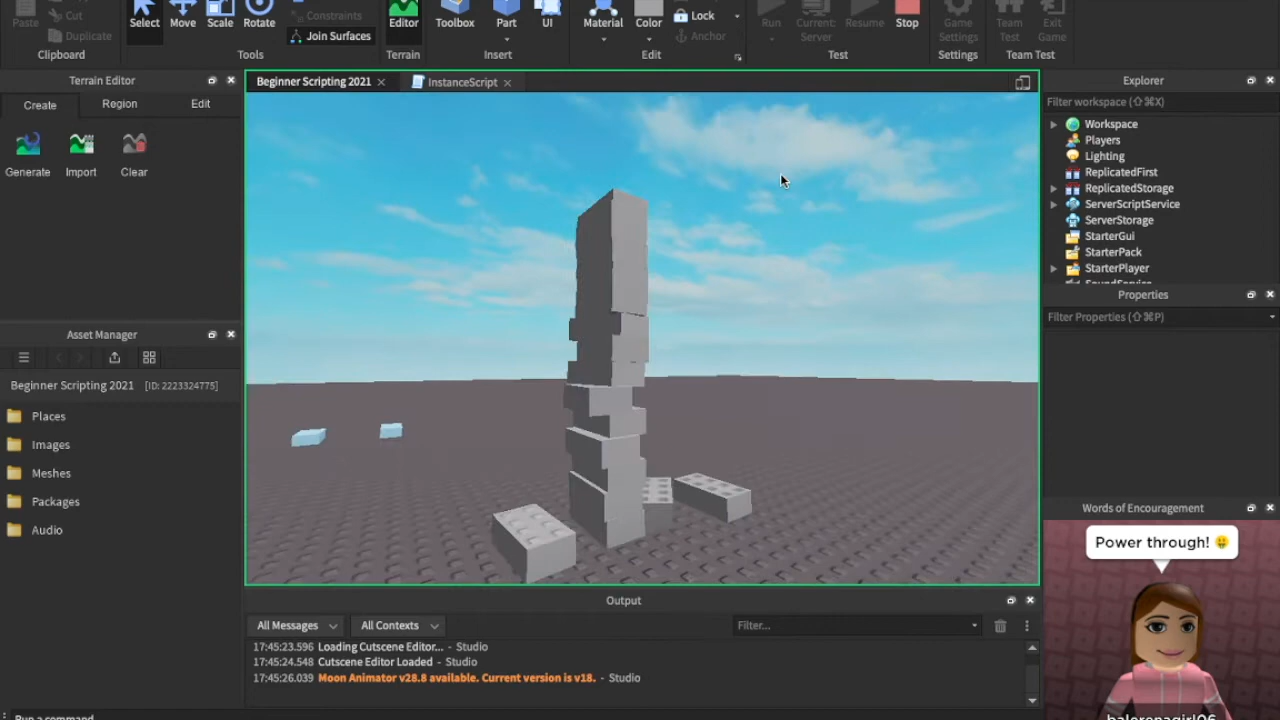 Paste
Cut
Duplicate
Clipboard
Select
Move
Scale
Rotate
Constraints
Join Surfaces
Tools
Editor
Terrain
Toolbox
Part
UI
Insert
Material
Color
Lock
Anchor
Edit
Run
Current:
Server
Resume
Stop
Test
Game
Settings
Settings
Team
Test
Exit
Game
Team Test
Terrain Editor
Create
Region
Edit
Generate
Import
Clear
Asset Manager
Beginner Scripting 2021 [ID: 2223324775]
Places
Images
Meshes
Packages
Audio
Beginner Scripting 2021
InstanceScript
Output
All Messages
All Contexts
Filter...
17:45:23.596 Loading Cutscene Editor... - Studio
17:45:24.548 Cutscene Editor Loaded - Studio
17:45:26.039 Moon Animator v28.8 available. Current version is v18. - Studio
Run a command
Explorer
Filter workspace (⇧⌘X)
Workspace
Players
Lighting
ReplicatedFirst
ReplicatedStorage
ServerScriptService
ServerStorage
StarterGui
StarterPack
StarterPlayer
SoundService
Properties
Filter Properties (⇧⌘P)
Words of Encouragement
Power through! 😀
balerenagirl06